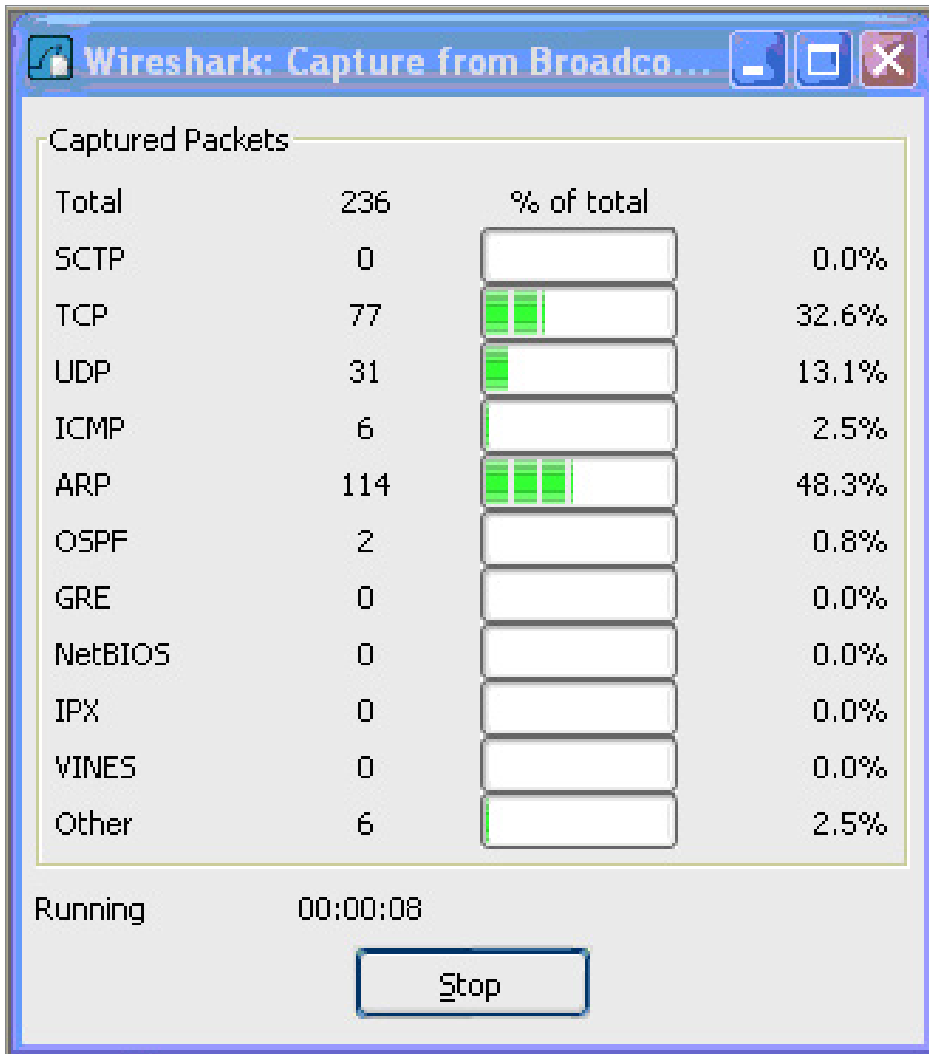 Wireshark: Capture from Broadco...
Captured Packets
Total 236 % of total
SCTP 0 0.0%
TCP 77 32.6%
UDP 31 13.1%
ICMP 6 2.5%
ARP 114 48.3%
OSPF 2 0.8%
GRE 0 0.0%
NetBIOS 0 0.0%
IPX 0 0.0%
VINES 0 0.0%
Other 6 2.5%
Running 00:00:08
Stop